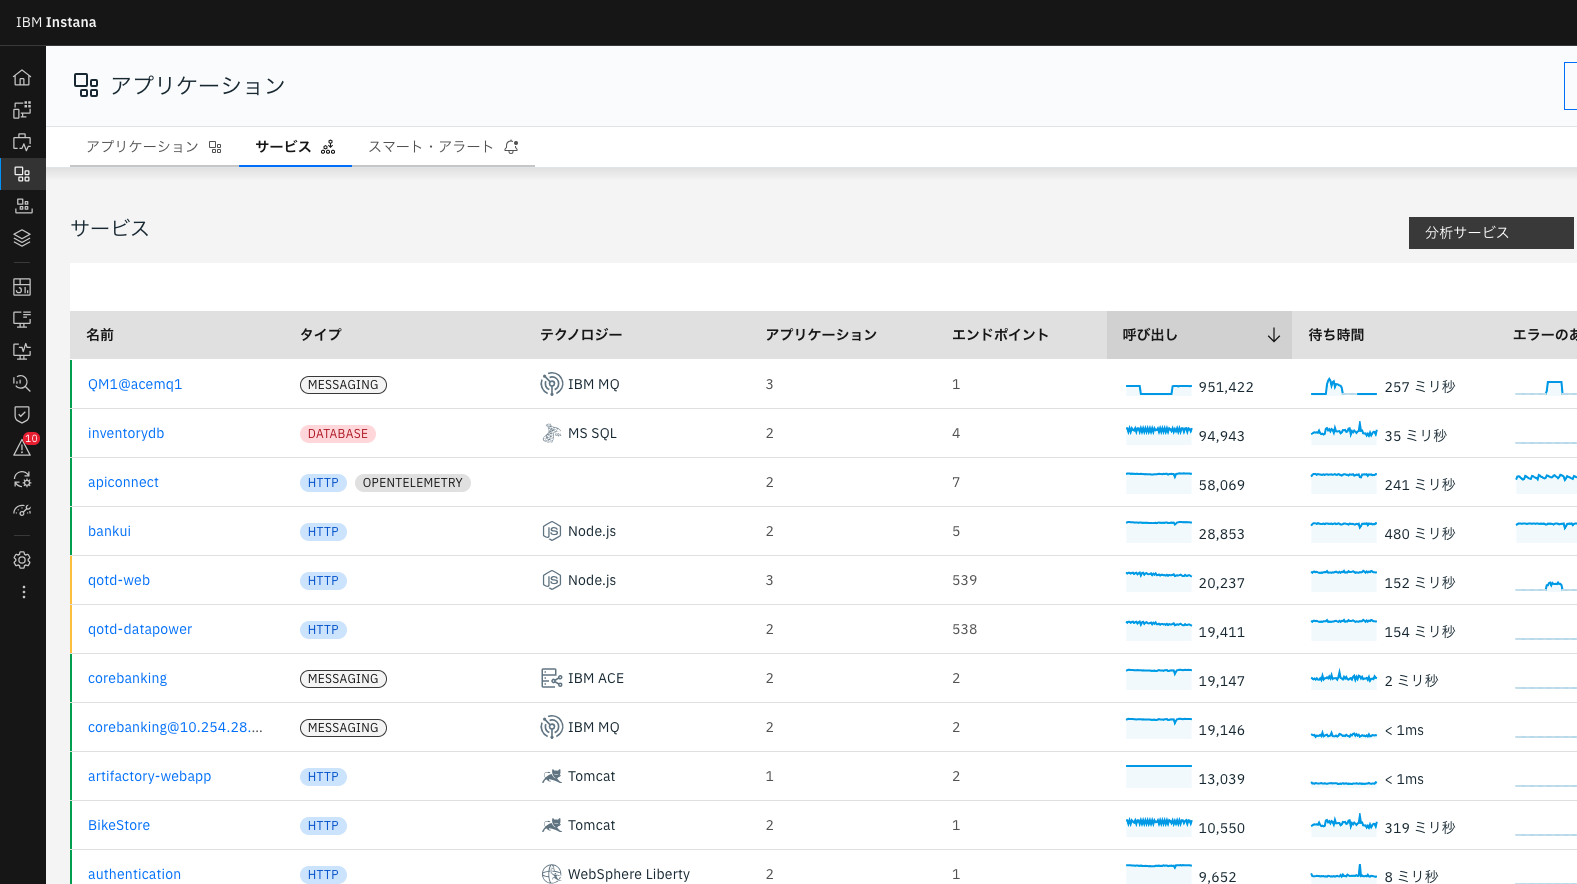 IBM Instana
アプリケーション
アプリケーション サービス スマート・アラート
サービス
分析サービス
名前 タイプ テクノロジー アプリケーション エンドポイント 呼び出し 待ち時間 エラーのあ
QM1@acemq1 MESSAGING IBM MQ 3 1 951,422 257 ミリ秒
inventorydb DATABASE MS SQL 2 4 94,943 35 ミリ秒
apiconnect HTTP OPENTELEMETRY 2 7 58,069 241 ミリ秒
10
bankui HTTP JS Node.js 2 5 28,853 480 ミリ秒
qotd-web HTTP JS Node.js 3 539 20,237 152 ミリ秒
qotd-datapower HTTP 2 538 19,411 154 ミリ秒
corebanking MESSAGING IBM ACE 2 2 19,147 2 ミリ秒
corebanking@10.254.28.... MESSAGING IBM MQ 2 2 19,146 < 1ms
artifactory-webapp HTTP Tomcat 1 2 13,039 < 1ms
BikeStore HTTP Tomcat 2 1 10,550 319 ミリ秒
authentication HTTP WebSphere Liberty 2 1 9,652 8 ミリ秒